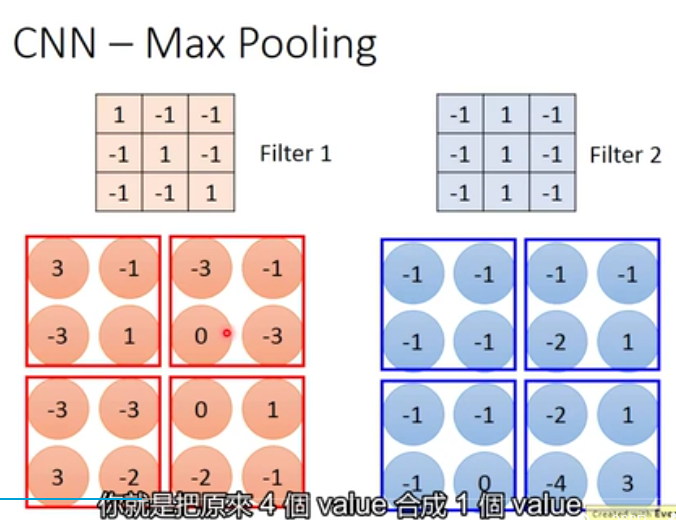 CNN – Max Pooling
1 -1 -1
-1 1 -1
-1 -1 1
Filter 1
-1 1 -1
-1 1 -1
-1 1 -1
Filter 2
3 -1 -3 -1
-3 1 0 -3
-3 -3 0 1
3 -2 -2 -1
-1 -1 -1 -1
-1 -1 -2 1
-1 -1 -2 1
-1 0 -4 3
你就是把原來 4 個 value 合成 1 個 value
Created with Eve